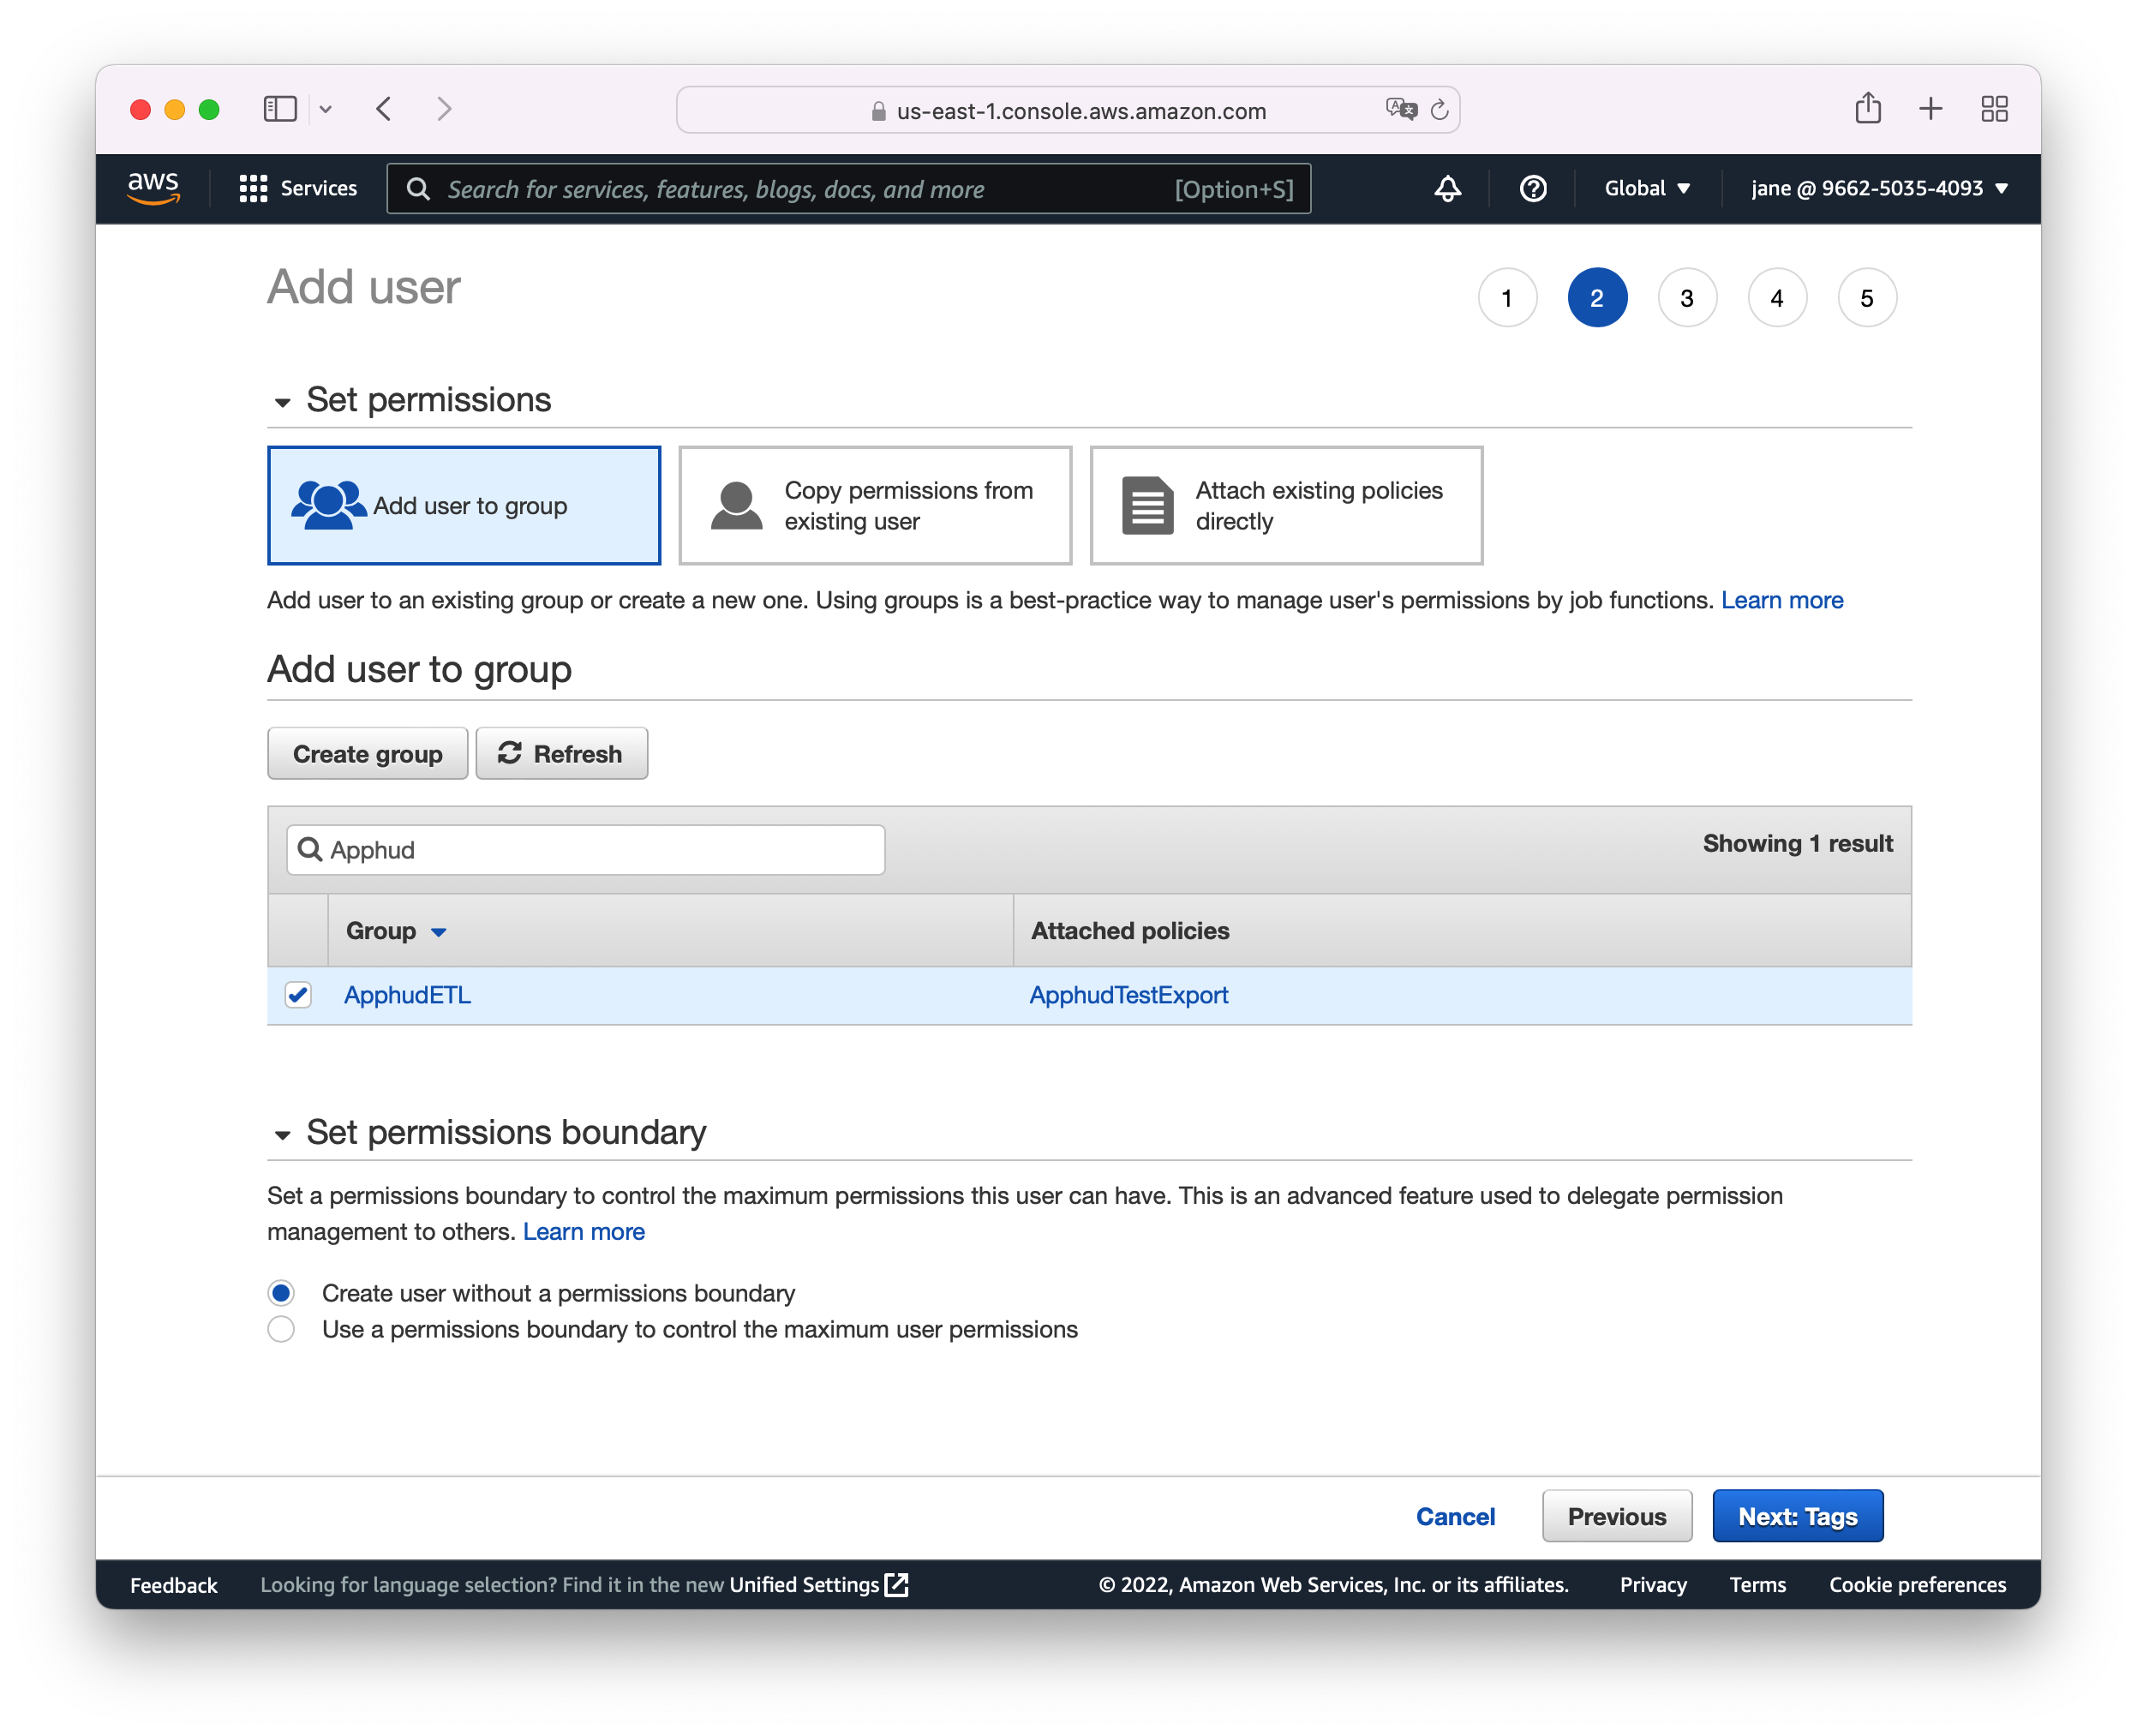 us-east-1.console.aws.amazon.com
aws
Services
Search for services, features, blogs, docs, and more
[Option+S]
Global
jane @ 9662-5035-4093
Add user
1
2
3
4
5
Set permissions
Add user to group
Copy permissions from
existing user
Attach existing policies
directly
Add user to an existing group or create a new one. Using groups is a best-practice way to manage user's permissions by job functions. Learn more
Add user to group
Create group
Refresh
Apphud
Showing 1 result
Group
Attached policies
ApphudETL
ApphudTestExport
Set permissions boundary
Set a permissions boundary to control the maximum permissions this user can have. This is an advanced feature used to delegate permission
management to others. Learn more
Create user without a permissions boundary
Use a permissions boundary to control the maximum user permissions
Cancel
Previous
Next: Tags
Feedback
Looking for language selection? Find it in the new Unified Settings
© 2022, Amazon Web Services, Inc. or its affiliates.
Privacy
Terms
Cookie preferences